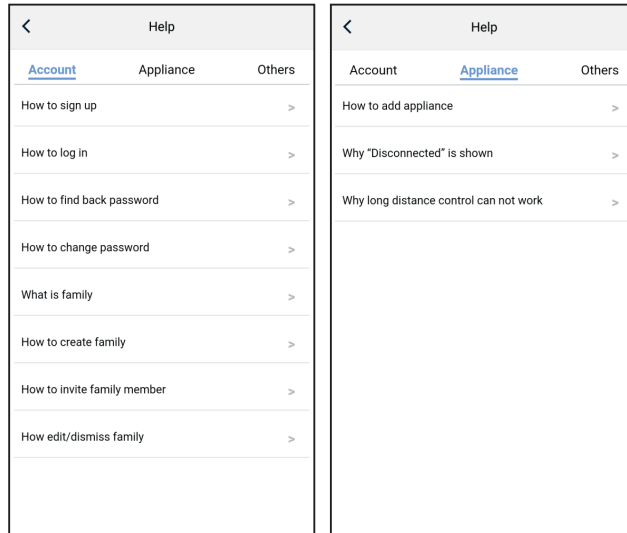 Help
Account Appliance Others
How to sign up >
How to log in >
How to find back password >
How to change password >
What is family >
How to create family >
How to invite family member >
How edit/dismiss family >
Help
Account Appliance Others
How to add appliance >
Why “Disconnected” is shown >
Why long distance control can not work >